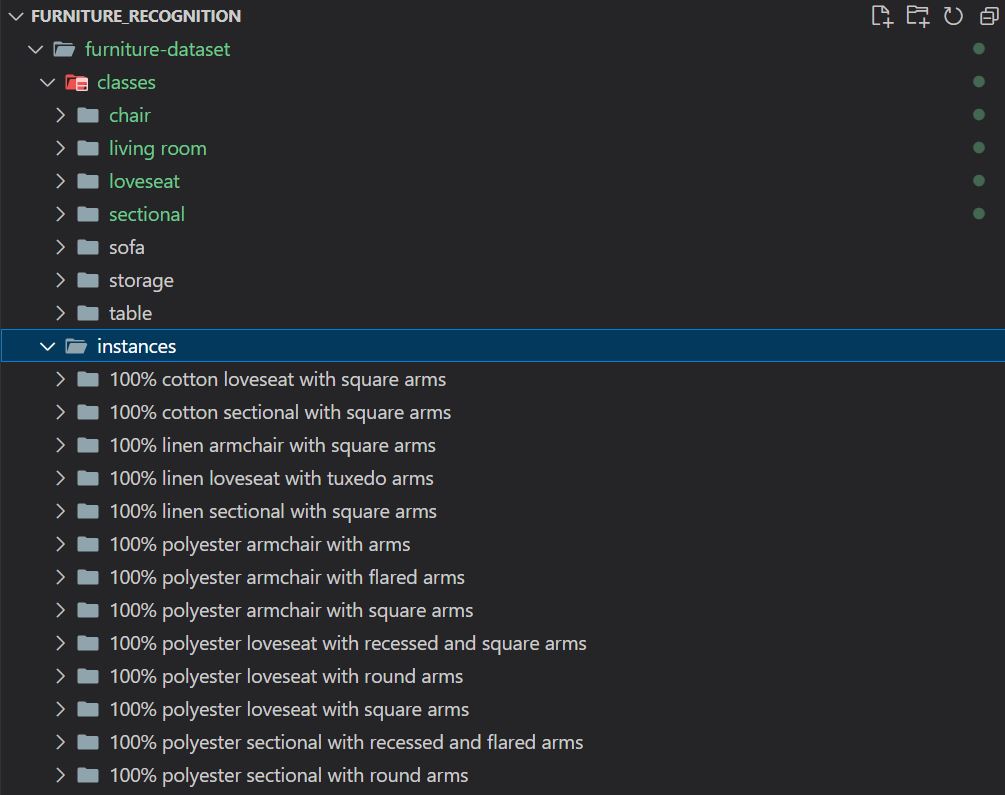 FURNITURE_RECOGNITION
furniture-dataset
classes
chair
living room
loveseat
sectional
sofa
storage
table
instances
100% cotton loveseat with square arms
100% cotton sectional with square arms
100% linen armchair with square arms
100% linen loveseat with tuxedo arms
100% linen sectional with square arms
100% polyester armchair with arms
100% polyester armchair with flared arms
100% polyester armchair with square arms
100% polyester loveseat with recessed and square arms
100% polyester loveseat with round arms
100% polyester loveseat with square arms
100% polyester sectional with recessed and flared arms
100% polyester sectional with round arms